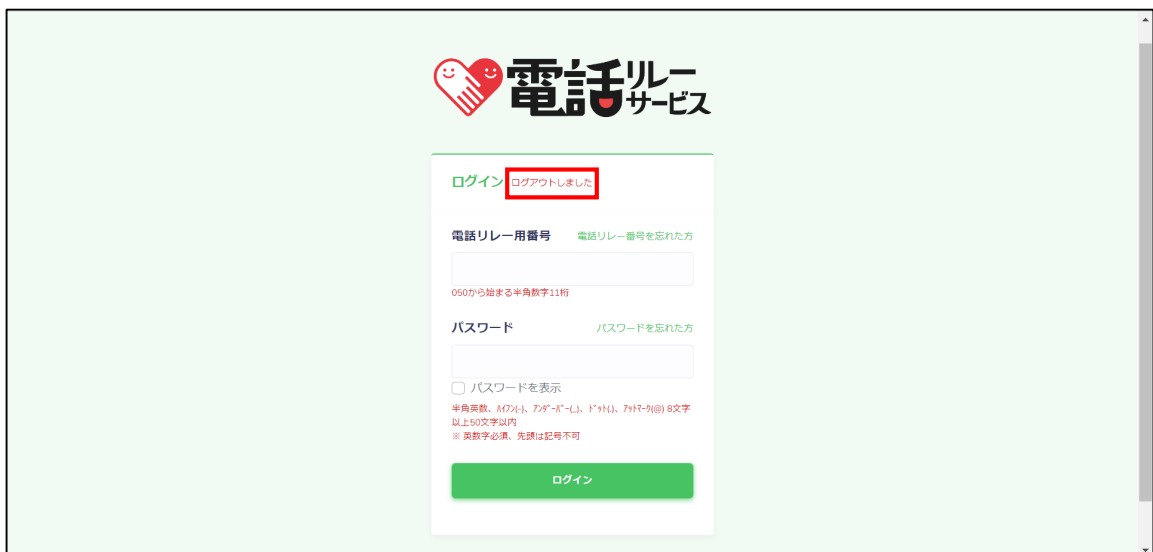 電話リレーサービス
ログイン ログアウトしました
電話リレー用番号 電話リレー番号を忘れた方
050から始まる半角数字11桁
パスワード パスワードを忘れた方
パスワードを表示
半角英数、ﾊｲﾌﾝ(-)、ｱﾝﾀﾞｰﾊﾞｰ(_)、ﾄﾞｯﾄ(.)、ｱｯﾄﾏｰｸ(@) 8文字
以上50文字以内
※ 英数字必須、先頭は記号不可
ログイン